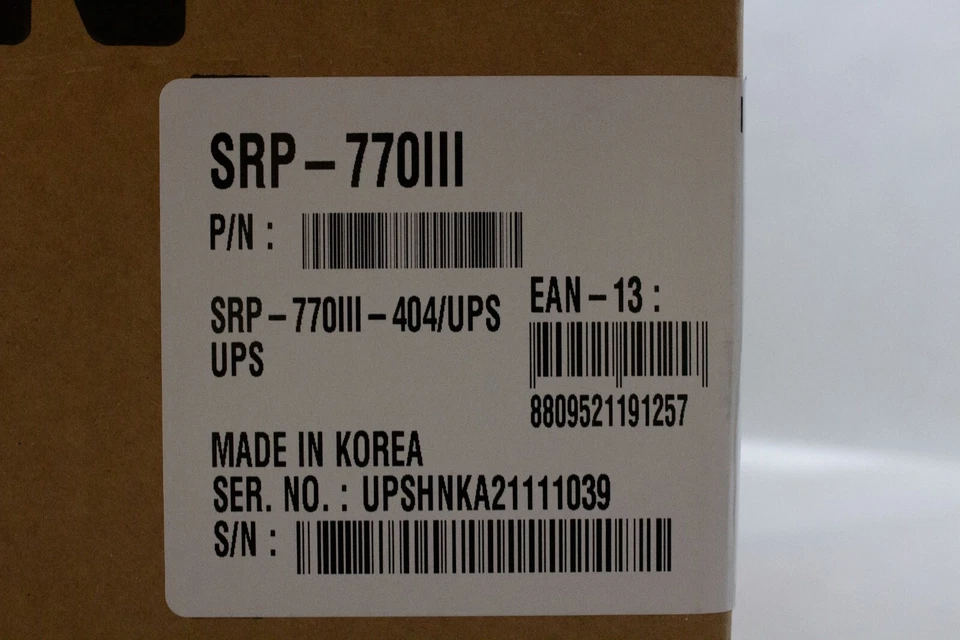 SRP-770III
P/N :
SRP-770III-404/UPS
UPS
EAN-13 :
8809521191257
MADE IN KOREA
SER. NO. : UPSHNKA21111039
S/N :